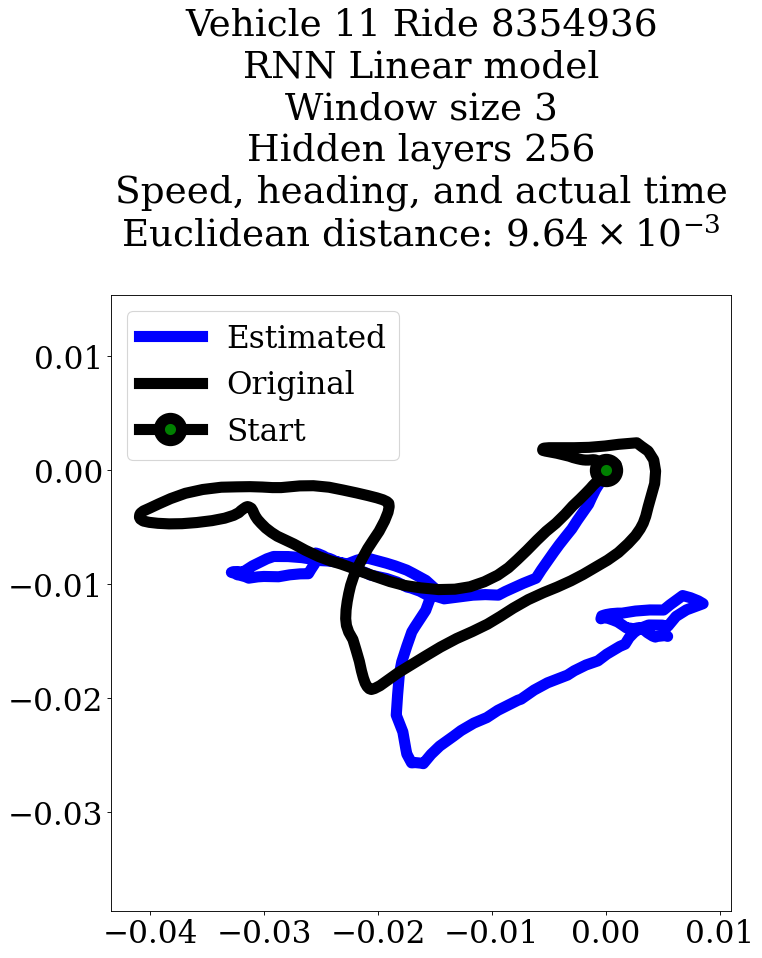 Vehicle 11 Ride 8354936
RNN Linear model
Window size 3
Hidden layers 256
Speed, heading, and actual time
Euclidean distance: 9.64 × 10⁻³
Estimated
Original
Start
0.01
0.00
−0.01
−0.02
−0.03
−0.04 −0.03 −0.02 −0.01 0.00 0.01